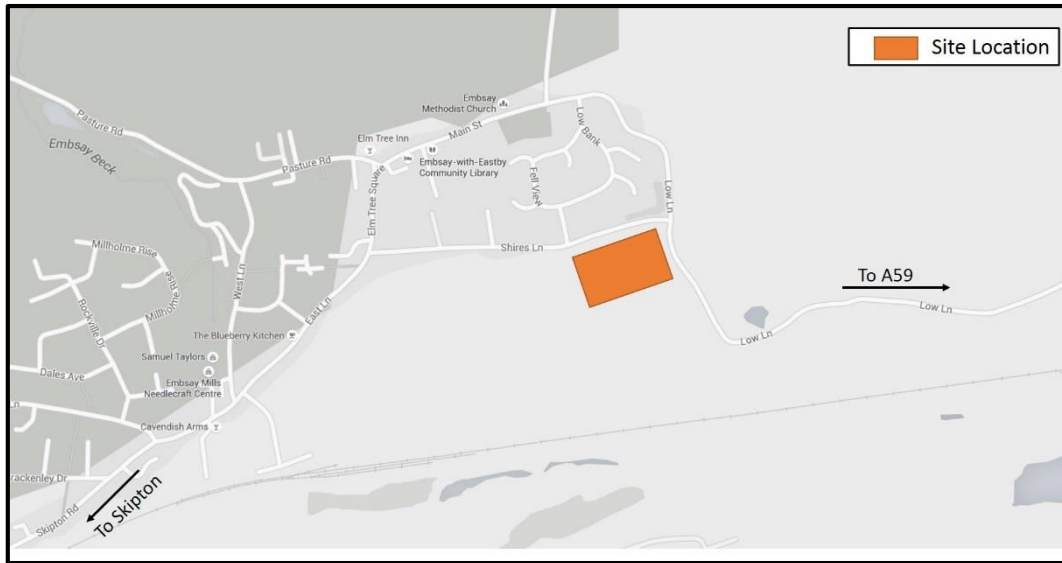 Site Location
Embsay
Methodist Church
Pasture Rd
Main St
Low Bank
Elm Tree Inn
Embsay Beck
Embsay-with-Eastby
Community Library
Pasture Rd
Fell View
Elm Tree Square
Low Ln
Shires Ln
Millholme Rise
Millholme Rise
West Ln
To A59
Rockville Dr
East Ln
Low Ln
The Blueberry Kitchen
Low Ln
Samuel Taylors
Dales Ave
Embsay Mills
Needlecraft Centre
Ln
Cavendish Arms
rackenley Dr
Skipton Rd
To Skipton